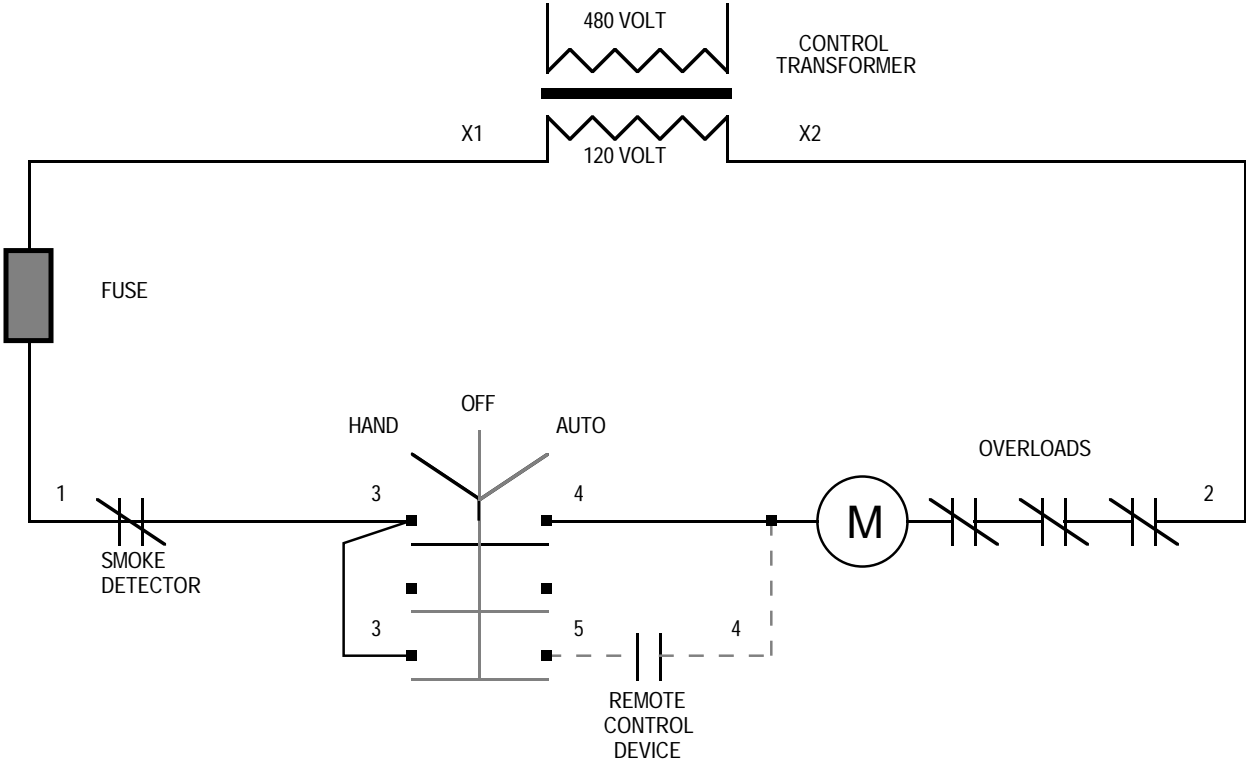 480 VOLT
CONTROL
TRANSFORMER
X1
X2
120 VOLT
FUSE
OFF
HAND
AUTO
OVERLOADS
1
3
4
2
M
SMOKE
DETECTOR
3
5
4
REMOTE
CONTROL
DEVICE